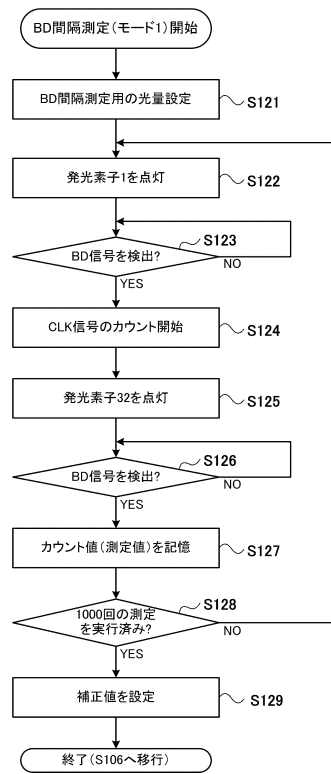 BD間隔測定(モード1)開始
BD間隔測定用の光量設定 S121
発光素子1を点灯 S122
S123
BD信号を検出?
NO
YES
CLK信号のカウント開始 S124
発光素子32を点灯 S125
S126
BD信号を検出?
NO
YES
カウント値(測定値)を記憶 S127
S128
1000回の測定
を実行済み?
NO
YES
補正値を設定 S129
終了(S106へ移行)